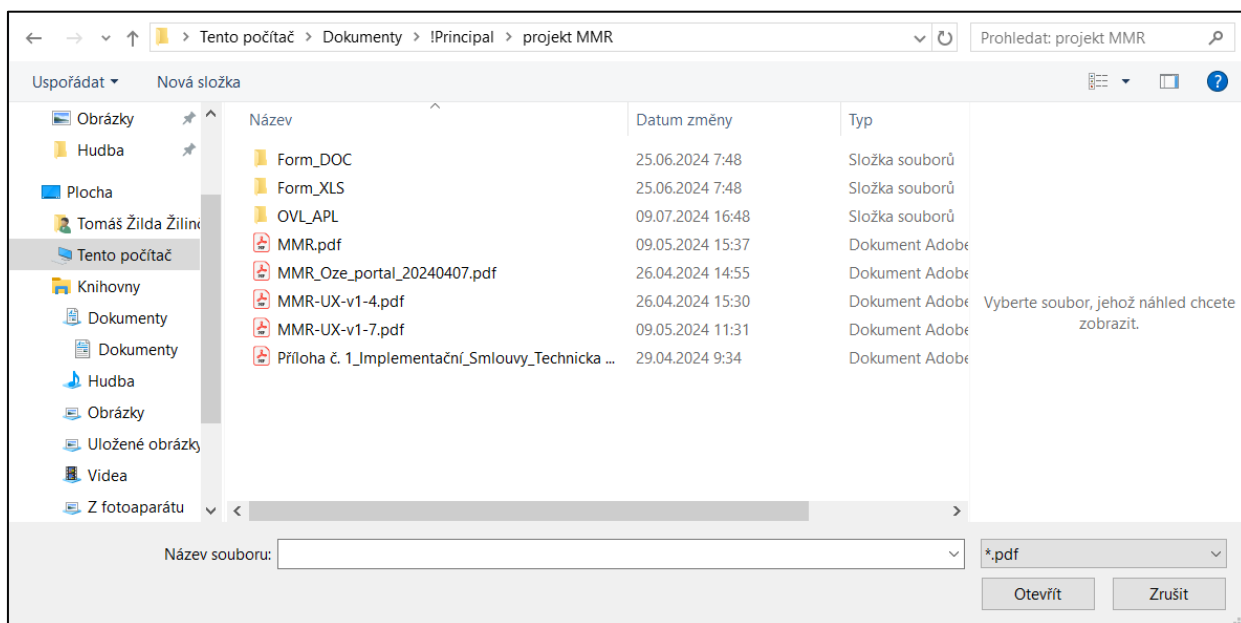 Tento počítač > Dokumenty > !Principal > projekt MMR
Prohledat: projekt MMR
Uspořádat
Nová složka
?
Obrázky
Hudba
Plocha
Tomáš Žilda Žilinč
Tento počítač
Knihovny
Dokumenty
Dokumenty
Hudba
Obrázky
Uložené obrázky
Videa
Z fotoaparátu
Název Datum změny Typ
Form_DOC 25.06.2024 7:48 Složka souborů
Form_XLS 25.06.2024 7:48 Složka souborů
OVL_APL 09.07.2024 16:48 Složka souborů
MMR.pdf 09.05.2024 15:37 Dokument Adobe
MMR_Oze_portal_20240407.pdf 26.04.2024 14:55 Dokument Adobe
MMR-UX-v1-4.pdf 26.04.2024 15:30 Dokument Adobe
MMR-UX-v1-7.pdf 09.05.2024 11:31 Dokument Adobe
Příloha č. 1_Implementační_Smlouvy_Technicka ... 29.04.2024 9:34 Dokument Adobe
Vyberte soubor, jehož náhled chcete
zobrazit.
Název souboru:
*.pdf
Otevřít
Zrušit